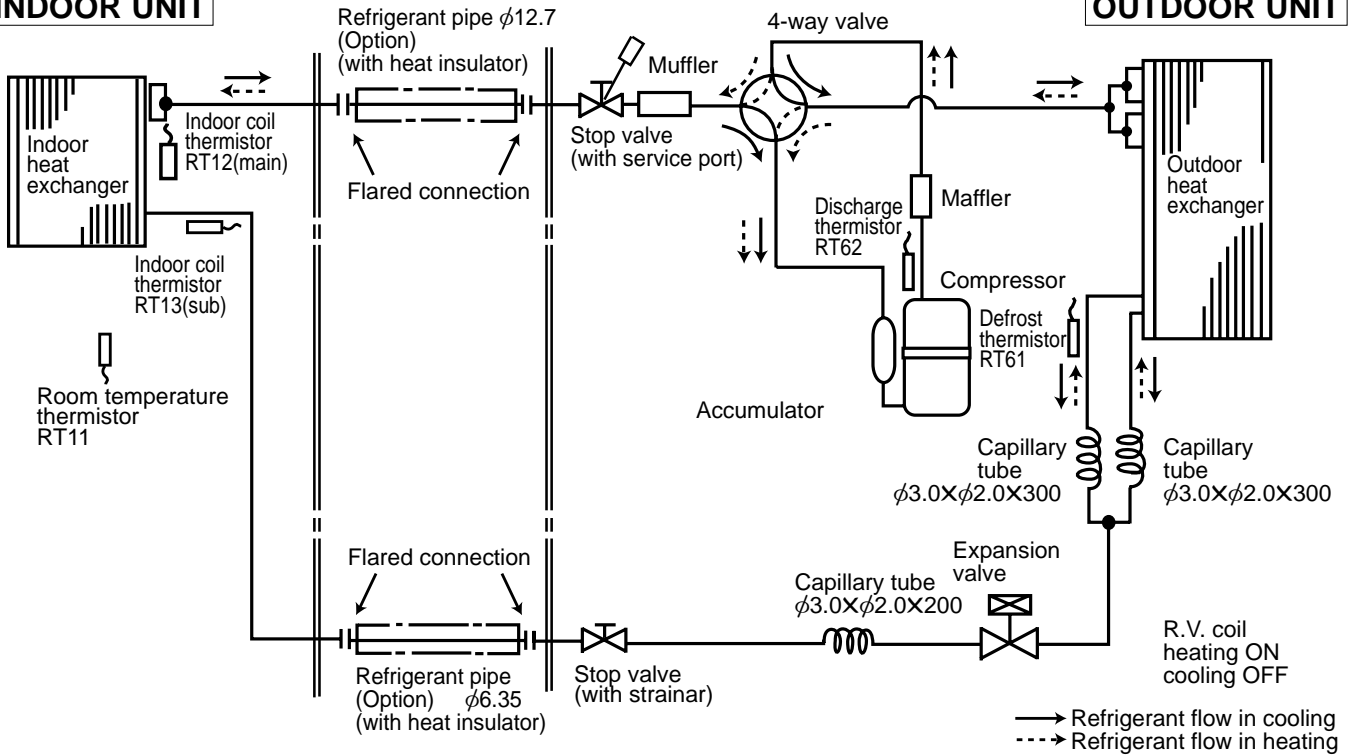 INDOOR UNIT
OUTDOOR UNIT
Refrigerant pipe ϕ12.7
(Option)
(with heat insulator)
4-way valve
Muffler
Indoor
heat
exchanger
Indoor coil
thermistor
RT12(main)
Flared connection
Stop valve
(with service port)
Outdoor
heat
exchanger
Discharge
thermistor
RT62
Maffler
Indoor coil
thermistor
RT13(sub)
Compressor
Defrost
thermistor
RT61
Room temperature
thermistor
RT11
Accumulator
Capillary
tube
ϕ3.0×ϕ2.0×300
Capillary
tube
ϕ3.0×ϕ2.0×300
Flared connection
Expansion
valve
Capillary tube
ϕ3.0×ϕ2.0×200
Refrigerant pipe
(Option) ϕ6.35
(with heat insulator)
Stop valve
(with strainar)
R.V. coil
heating ON
cooling OFF
Refrigerant flow in cooling
Refrigerant flow in heating